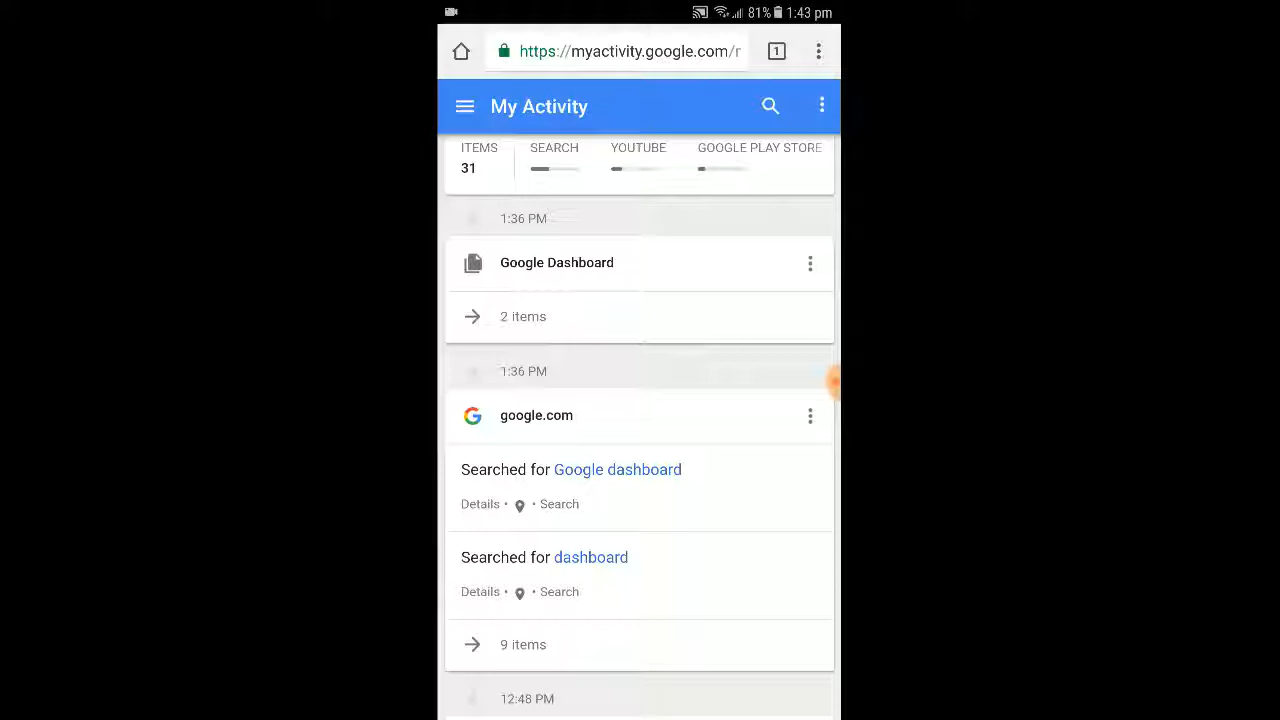 81% 1:43 pm
https://myactivity.google.com/r 1
My Activity
ITEMS SEARCH YOUTUBE GOOGLE PLAY STORE
31
1:36 PM
Google Dashboard
2 items
1:36 PM
google.com
Searched for Google dashboard
Details • • Search
Searched for dashboard
Details • • Search
9 items
12:48 PM